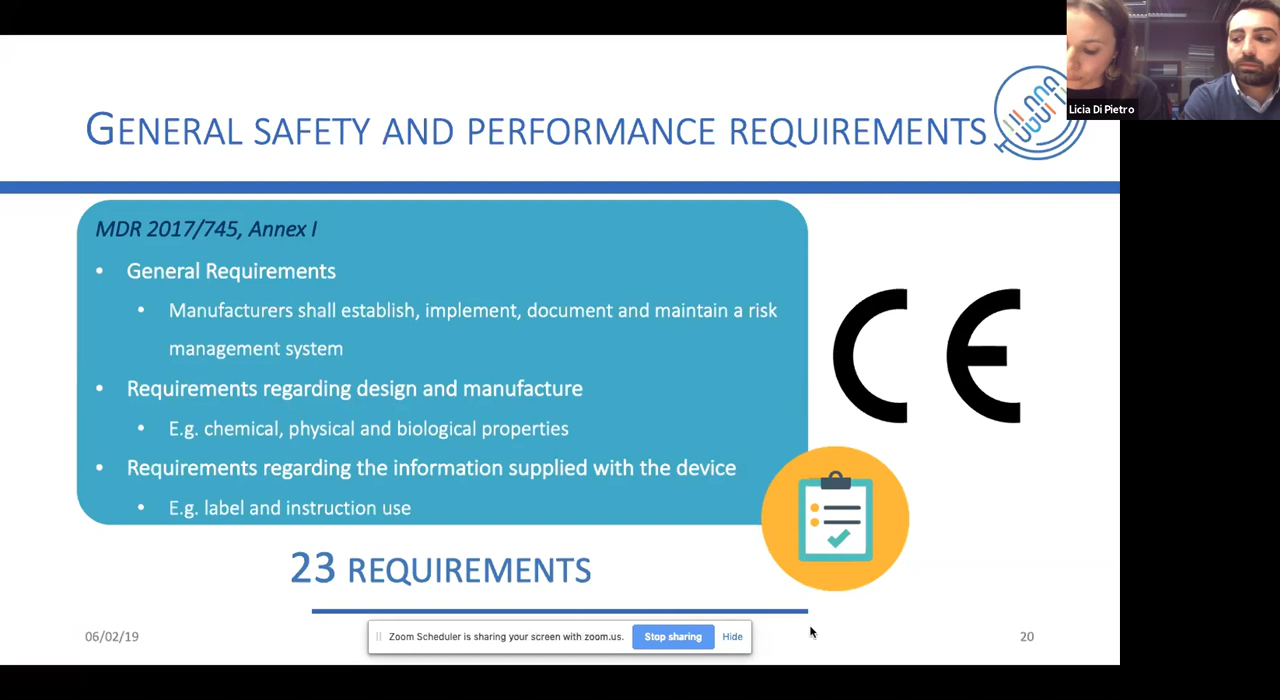 Licia Di Pietro
GENERAL SAFETY AND PERFORMANCE REQUIREMENTS
MDR 2017/745, Annex I
• General Requirements
• Manufacturers shall establish, implement, document and maintain a risk
management system
• Requirements regarding design and manufacture
• E.g. chemical, physical and biological properties
• Requirements regarding the information supplied with the device
• E.g. label and instruction use
CE
23 REQUIREMENTS
06/02/19
Zoom Scheduler is sharing your screen with zoom.us. Stop sharing Hide
20